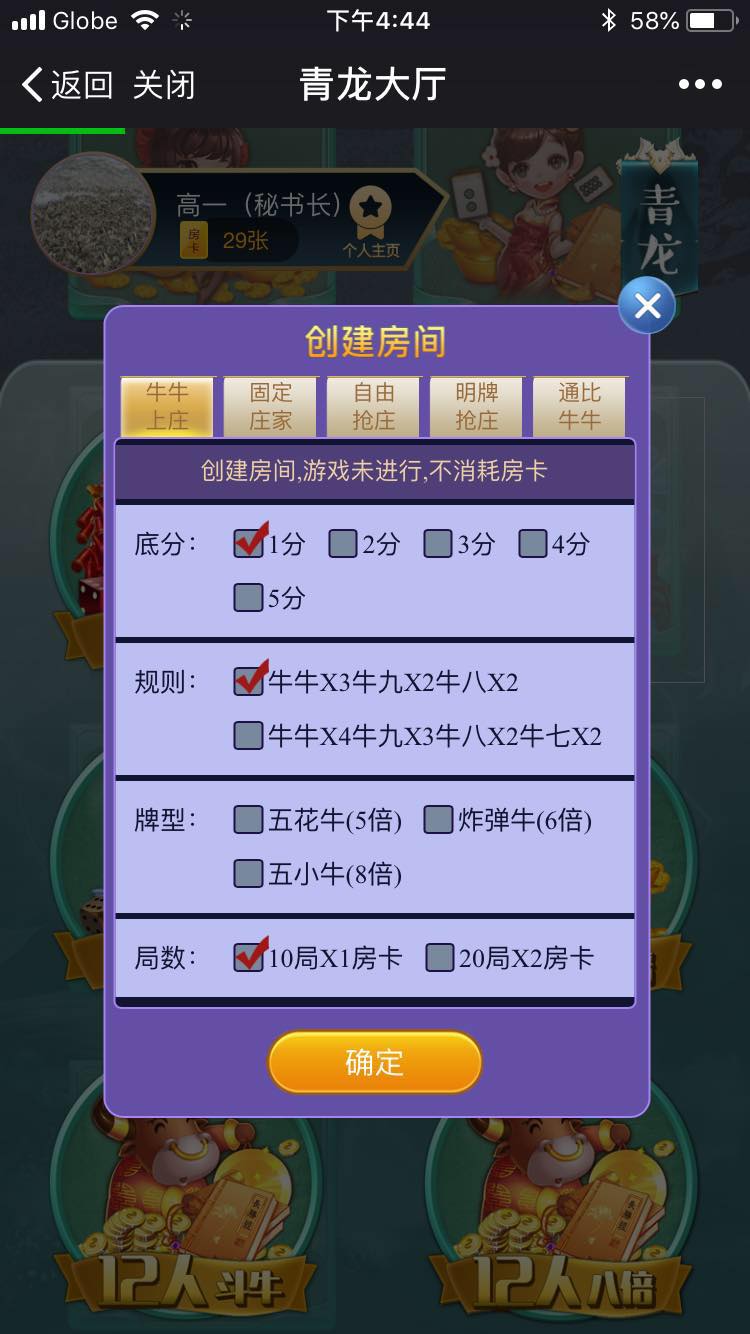 Globe 下午4:44 58%
返回 关闭 青龙大厅
高一（秘书长）
房卡 29张 个人主页
青龙
创建房间
牛牛上庄 固定庄家 自由抢庄 明牌抢庄 通比牛牛
创建房间,游戏未进行,不消耗房卡
底分： 1分 2分 3分 4分
5分
规则： 牛牛X3牛九X2牛八X2
牛牛X4牛九X3牛八X2牛七X2
牌型： 五花牛(5倍) 炸弹牛(6倍)
五小牛(8倍)
局数： 10局X1房卡 20局X2房卡
确定
12人斗牛 12人八倍